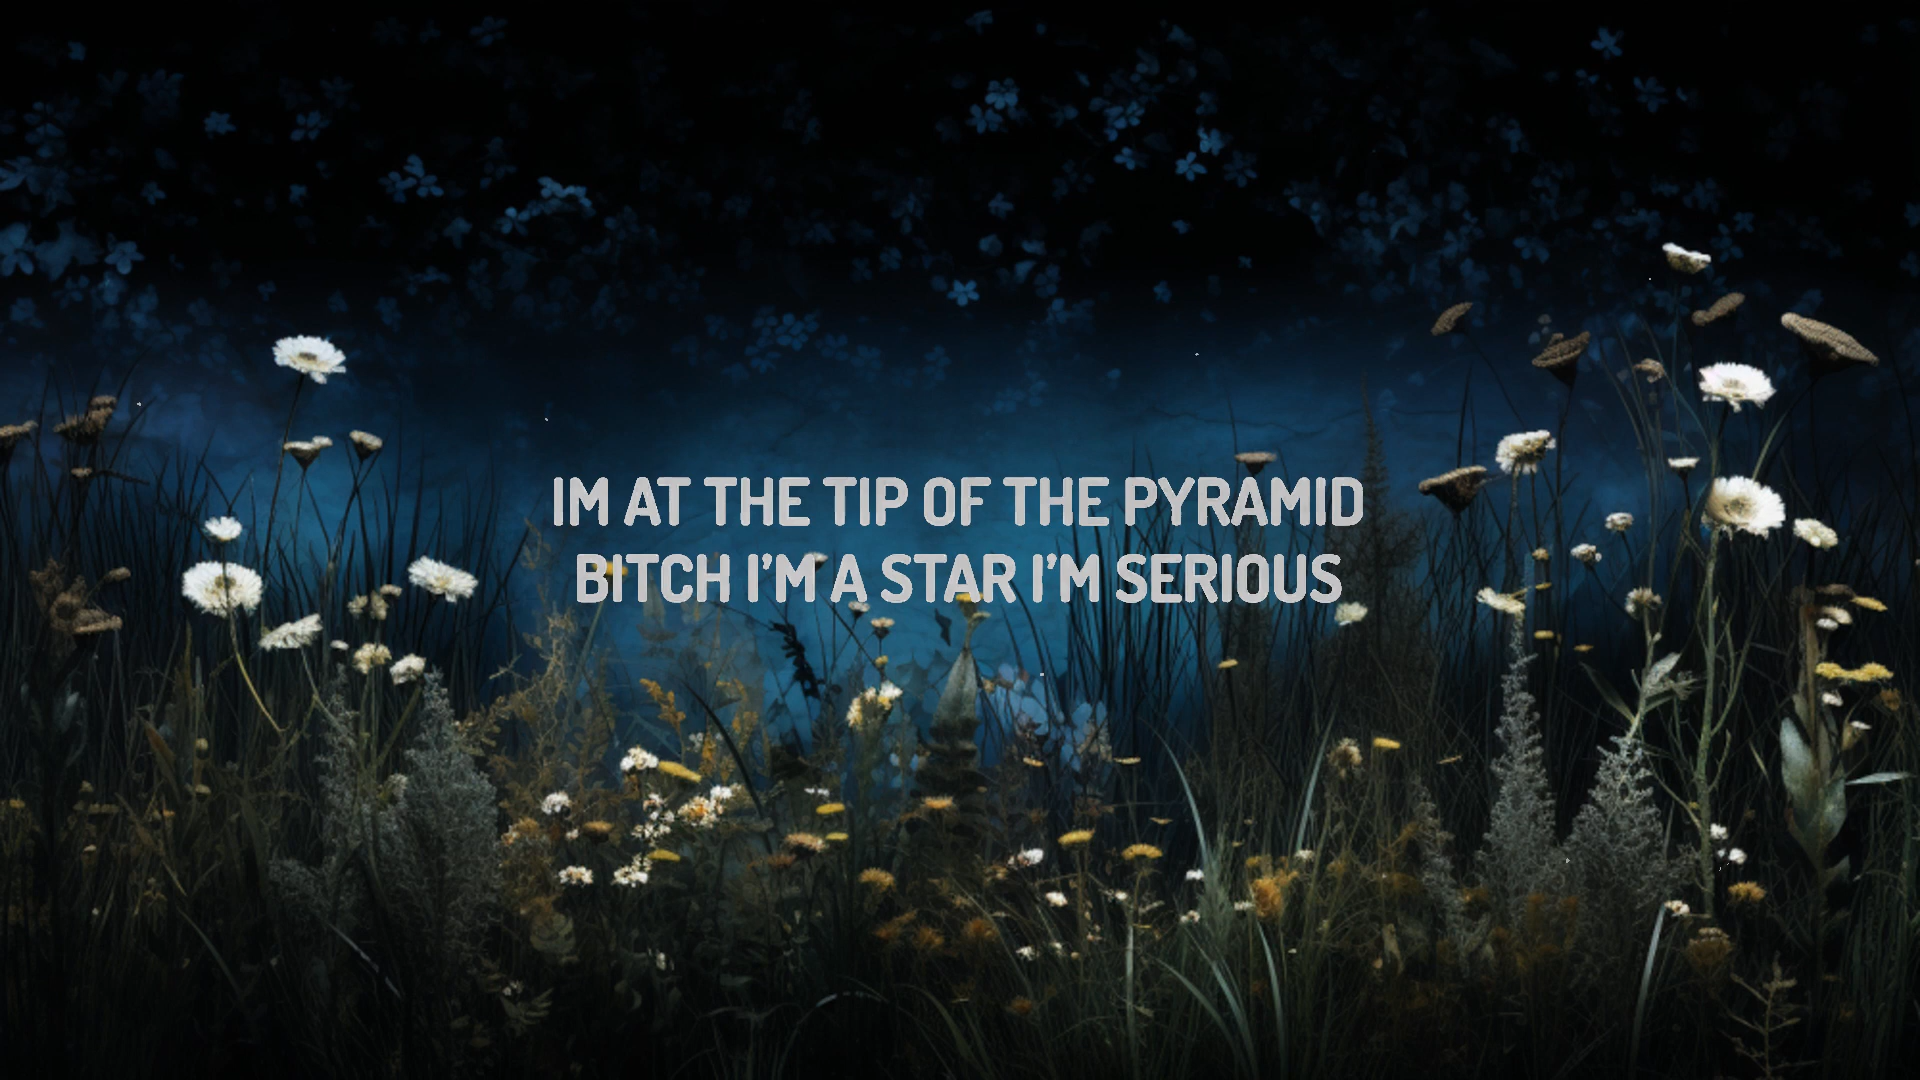 IM AT THE TIP OF THE PYRAMID
BITCH I'M A STAR I'M SERIOUS